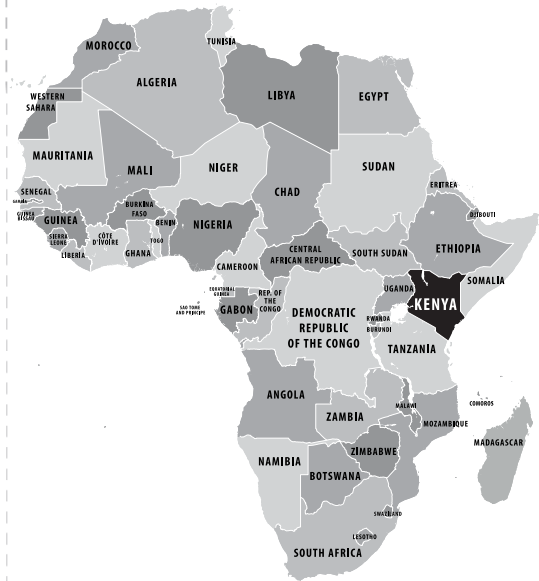 MOROCCO
TUNISIA
ALGERIA
LIBYA
EGYPT
WESTERN
SAHARA
MAURITANIA
MALI
NIGER
CHAD
SUDAN
ERITREA
DJIBOUTI
SENEGAL
GAMBIA
GUINEA
BISSAU
GUINEA
SIERRA
LEONE
LIBERIA
CÔTE
D'IVOIRE
BURKINA
FASO
GHANA
TOGO
BENIN
NIGERIA
CAMEROON
CENTRAL
AFRICAN REPUBLIC
SOUTH SUDAN
ETHIOPIA
SOMALIA
EQUATORIAL
GUINEA
SAO TOME
AND PRINCIPE
GABON
REP. OF
THE
CONGO
DEMOCRATIC
REPUBLIC
OF THE CONGO
UGANDA
KENYA
RWANDA
BURUNDI
TANZANIA
ANGOLA
ZAMBIA
MALAWI
COMOROS
MOZAMBIQUE
MADAGASCAR
ZIMBABWE
NAMIBIA
BOTSWANA
SWAZILAND
LESOTHO
SOUTH AFRICA